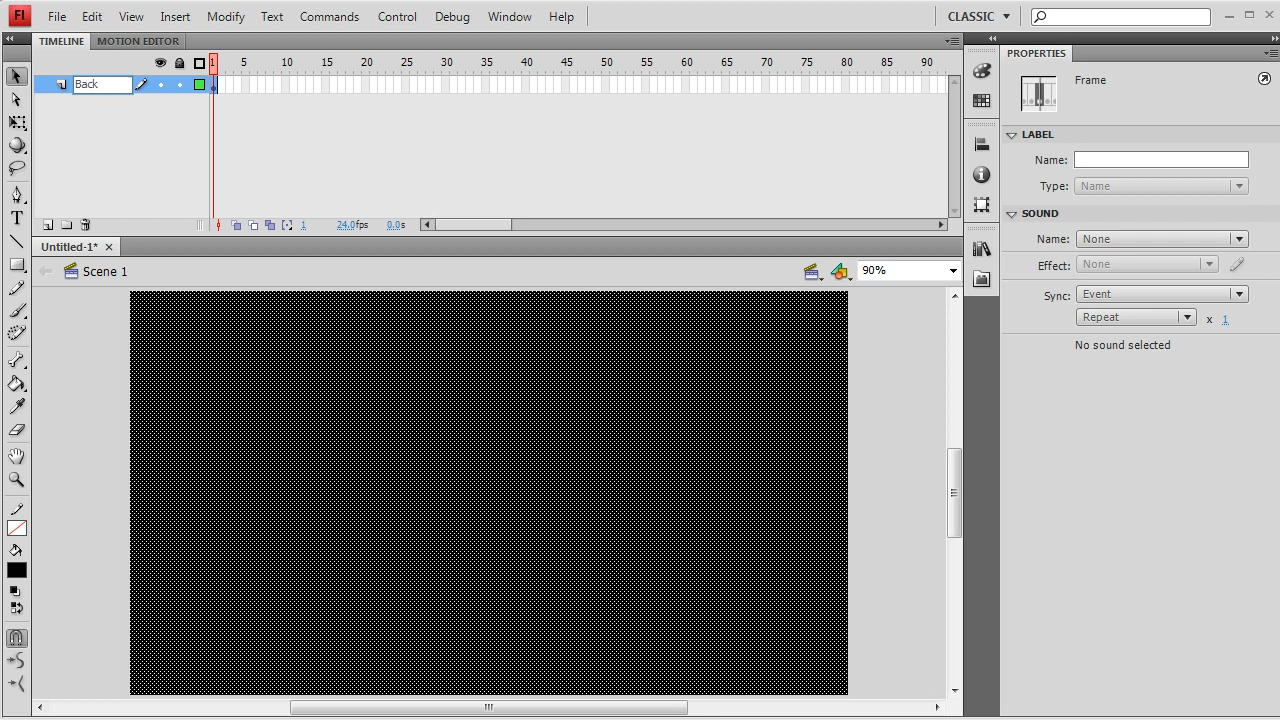 Fl File Edit View Insert Modify Text Commands Control Debug Window Help CLASSIC
TIMELINE MOTION EDITOR
1 5 10 15 20 25 30 35 40 45 50 55 60 65 70 75 80 85 90
Back
1 24.0fps 0.0s
Untitled-1*
Scene 1 90%
T
PROPERTIES
Frame
LABEL
Name:
Type: Name
SOUND
Name: None
Effect: None
Sync: Event
Repeat x 1
No sound selected